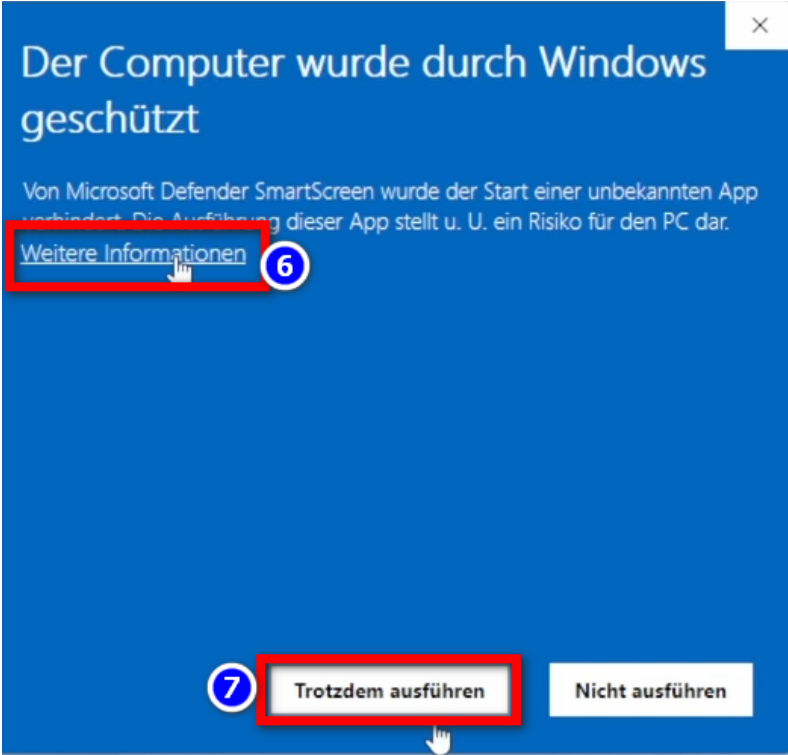 Der Computer wurde durch Windows
geschützt
Von Microsoft Defender SmartScreen wurde der Start einer unbekannten App
verhindert. Die Ausführung dieser App stellt u. U. ein Risiko für den PC dar.
Weitere Informationen
6
7
Trotzdem ausführen
Nicht ausführen